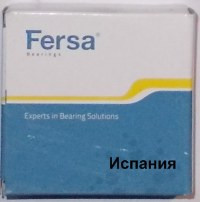 Fersa®
Bearings
Experts in Bearing Solutions
Испания